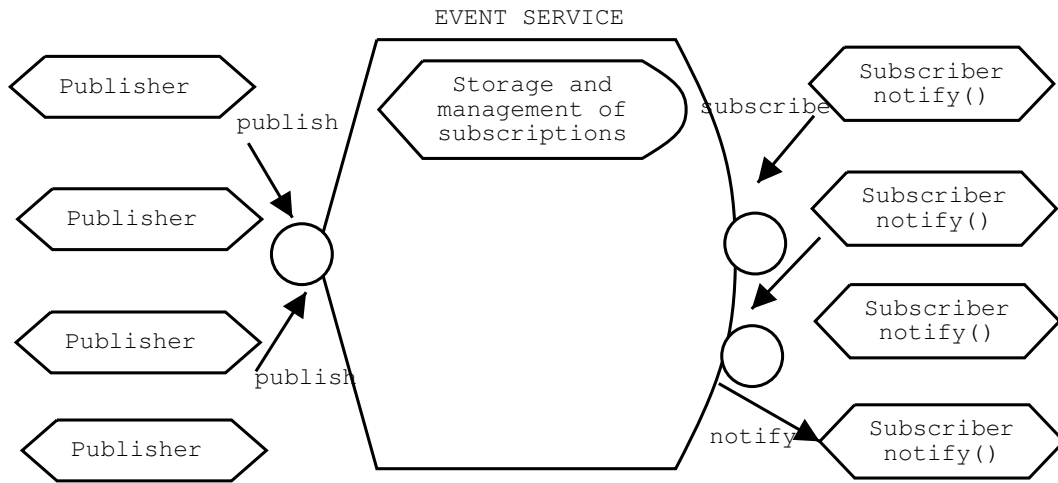 EVENT SERVICE
Publisher
publish
Publisher
Publisher
publish
Publisher
Storage and
management of
subscriptions
subscribe
Subscriber
notify()
Subscriber
notify()
Subscriber
notify()
notify
Subscriber
notify()